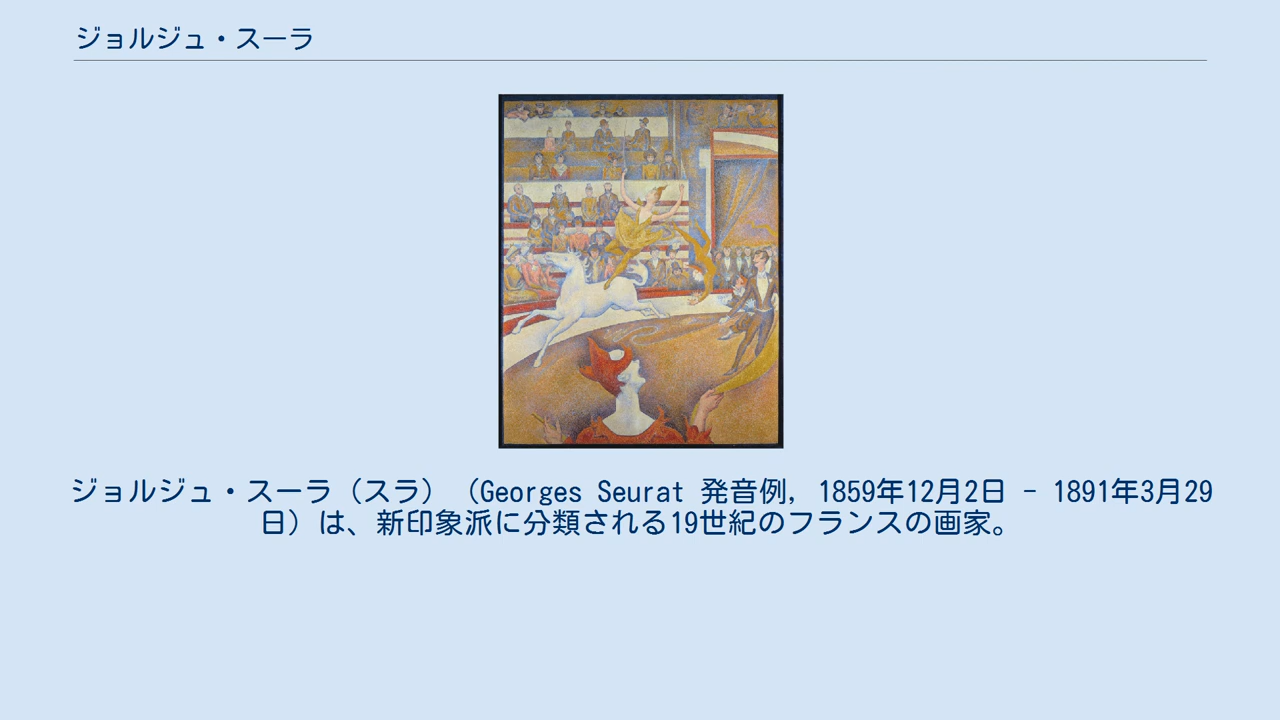 ジョルジュ・スーラ
ジョルジュ・スーラ（スラ）（Georges Seurat 発音例, 1859年12月2日 - 1891年3月29
日）は、新印象派に分類される19世紀のフランスの画家。